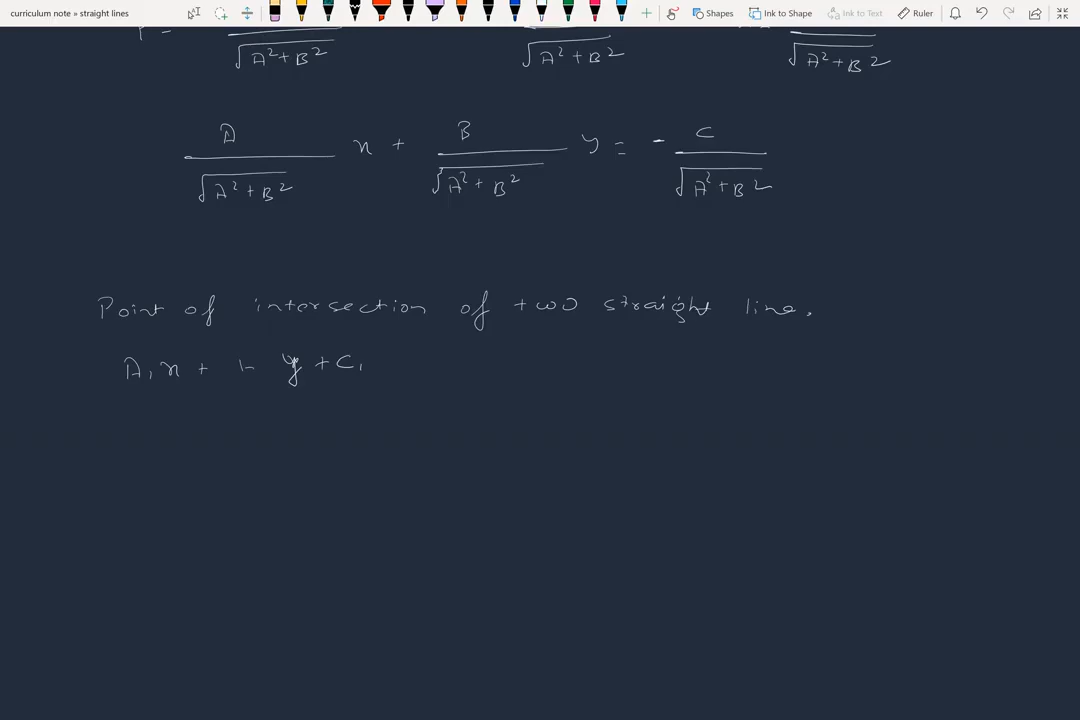 curriculum note » straight lines Shapes Ink to Shape Ink to Text Ruler
√A²+B² √A²+B² √A²+B²
A B C
x + y = -
√A²+B² √A²+B² √A²+B²
Point of intersection of two straight line.
A₁x + y + C₁